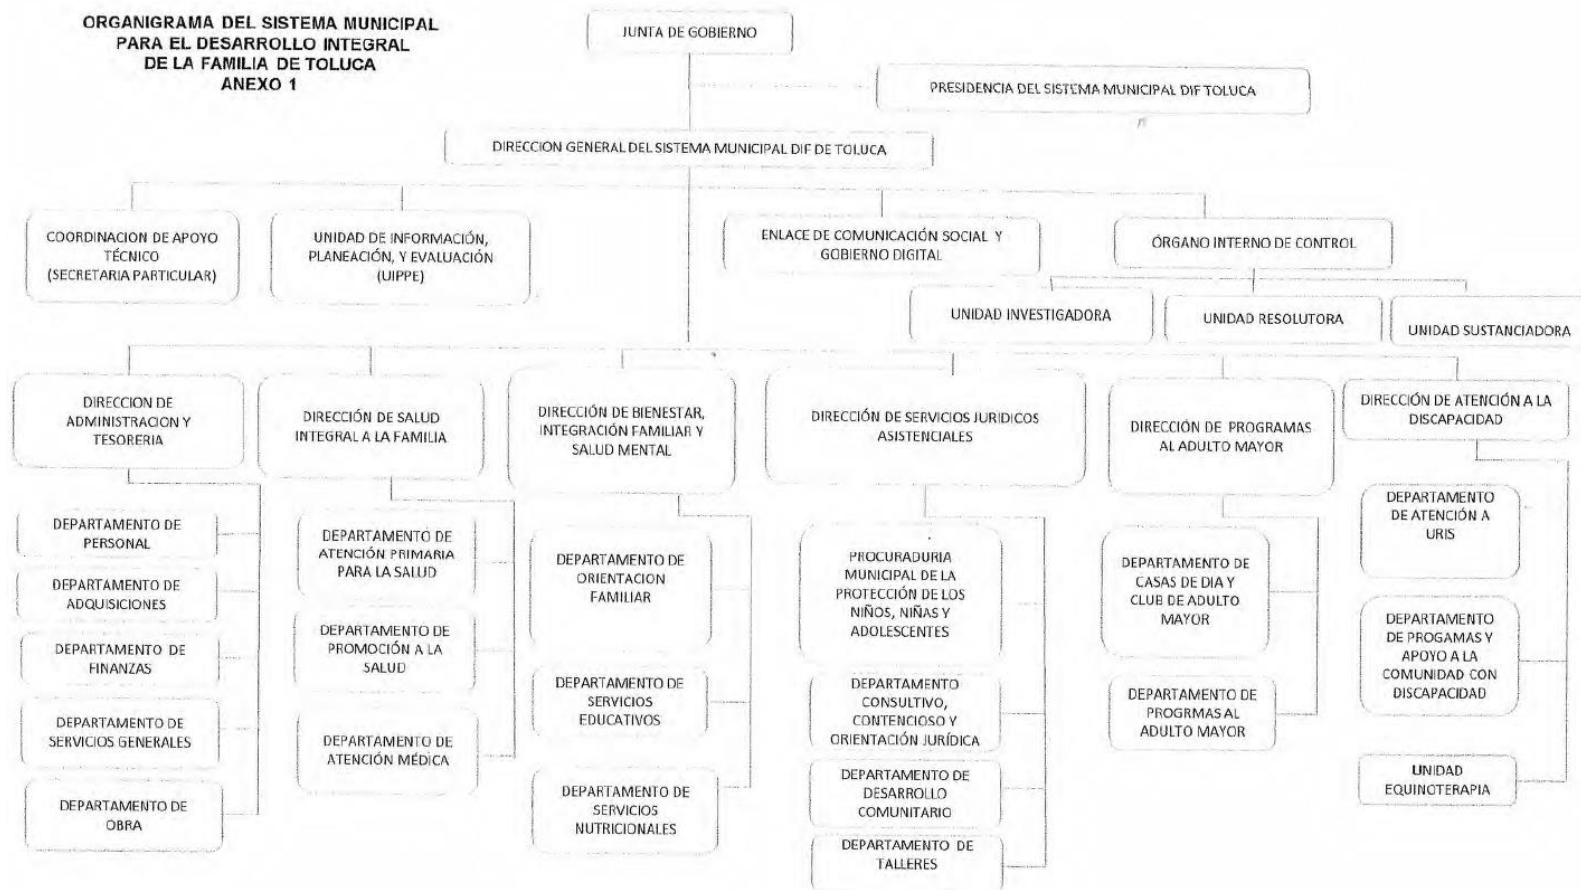 ORGANIGRAMA DEL SISTEMA MUNICIPAL
PARA EL DESARROLLO INTEGRAL
DE LA FAMILIA DE TOLUCA
ANEXO 1
JUNTA DE GOBIERNO
PRESIDENCIA DEL SISTEMA MUNICIPAL DIF TOLUCA
DIRECCION GENERAL DEL SISTEMA MUNICIPAL DIF DE TOLUCA
COORDINACION DE APOYO
TÉCNICO
(SECRETARIA PARTICULAR)
UNIDAD DE INFORMACIÓN,
PLANEACIÓN, Y EVALUACIÓN
(UIPPE)
ENLACE DE COMUNICACIÓN SOCIAL Y
GOBIERNO DIGITAL
ÓRGANO INTERNO DE CONTROL
UNIDAD INVESTIGADORA
UNIDAD RESOLUTORA
UNIDAD SUSTANCIADORA
DIRECCION DE
ADMINISTRACION Y
TESORERIA
DEPARTAMENTO DE
PERSONAL
DEPARTAMENTO DE
ADQUISICIONES
DEPARTAMENTO DE
FINANZAS
DEPARTAMENTO DE
SERVICIOS GENERALES
DEPARTAMENTO DE
OBRA
DIRECCIÓN DE SALUD
INTEGRAL A LA FAMILIA
DEPARTAMENTO DE
ATENCIÓN PRIMARIA
PARA LA SALUD
DEPARTAMENTO DE
PROMOCIÓN A LA
SALUD
DEPARTAMENTO DE
ATENCIÓN MÉDICA
DIRECCIÓN DE BIENESTAR,
INTEGRACIÓN FAMILIAR Y
SALUD MENTAL
DEPARTAMENTO DE
ORIENTACION
FAMILIAR
DEPARTAMENTO DE
SERVICIOS
EDUCATIVOS
DEPARTAMENTO DE
SERVICIOS
NUTRICIONALES
DIRECCIÓN DE SERVICIOS JURIDICOS
ASISTENCIALES
PROCURADURIA
MUNICIPAL DE LA
PROTECCIÓN DE LOS
NIÑOS, NIÑAS Y
ADOLESCENTES
DEPARTAMENTO
CONSULTIVO,
CONTENCIOSO Y
ORIENTACIÓN JURÍDICA
DEPARTAMENTO DE
DESARROLLO
COMUNITARIO
DEPARTAMENTO DE
TALLERES
DIRECCIÓN DE PROGRAMAS
AL ADULTO MAYOR
DEPARTAMENTO DE
CASAS DE DIA Y
CLUB DE ADULTO
MAYOR
DEPARTAMENTO DE
PROGRMAS AL
ADULTO MAYOR
DIRECCIÓN DE ATENCIÓN A LA
DISCAPACIDAD
DEPARTAMENTO
DE ATENCIÓN A
URIS
DEPARTAMENTO
DE PROGAMAS Y
APOYO A LA
COMUNIDAD CON
DISCAPACIDAD
UNIDAD
EQUINOTERAPIA